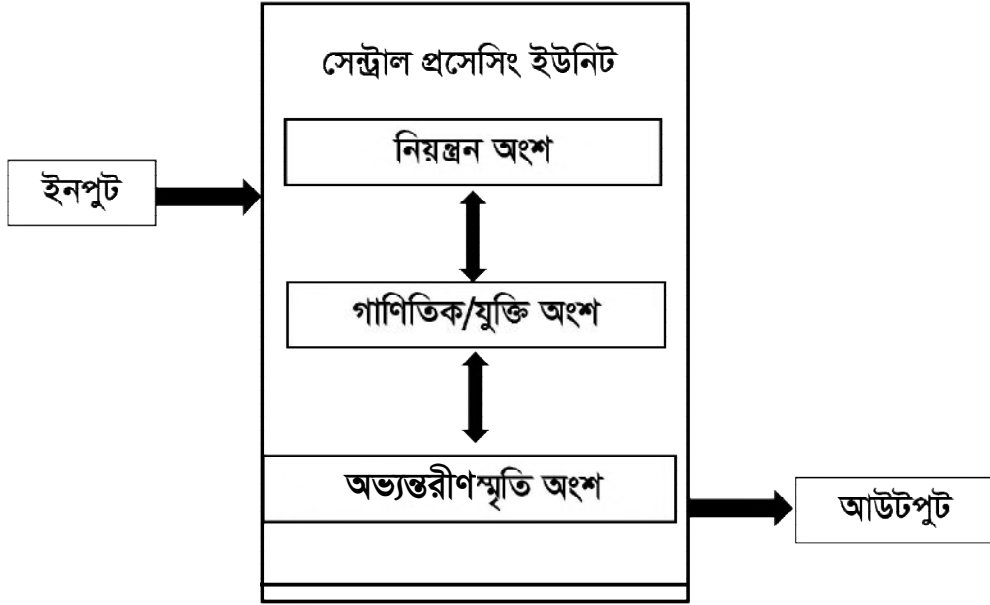 সেন্ট্রাল প্রসেসিং ইউনিট
নিয়ন্ত্রন অংশ
ইনপুট
গাণিতিক/যুক্তি অংশ
অভ্যন্তরীণস্মৃতি অংশ
আউটপুট